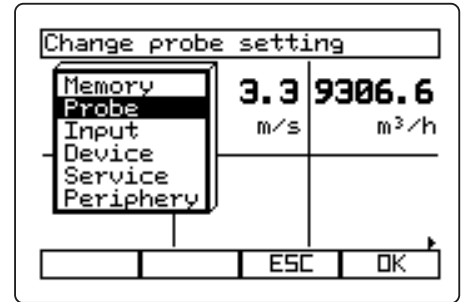 Change probe setting
Memory
Probe
Input
Device
Service
Periphery
3.3 9306.6
m/s m³/h
ESC OK